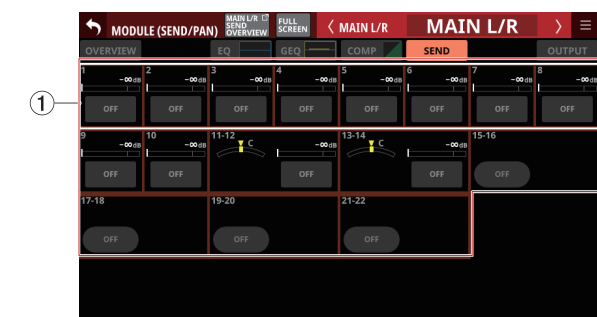 MODULE (SEND/PAN) MAIN L/R SEND OVERVIEW FULL SCREEN MAIN L/R MAIN L/R
OVERVIEW EQ GEQ COMP SEND OUTPUT
1 2 3 4 5 6 7 8
-∞dB -∞dB -∞dB -∞dB -∞dB -∞dB -∞dB -∞dB
1
OFF OFF OFF OFF OFF OFF OFF OFF
9 10 11-12 13-14 15-16
-∞dB -∞dB C -∞dB C -∞dB
OFF OFF OFF OFF OFF
17-18 19-20 21-22
OFF OFF OFF